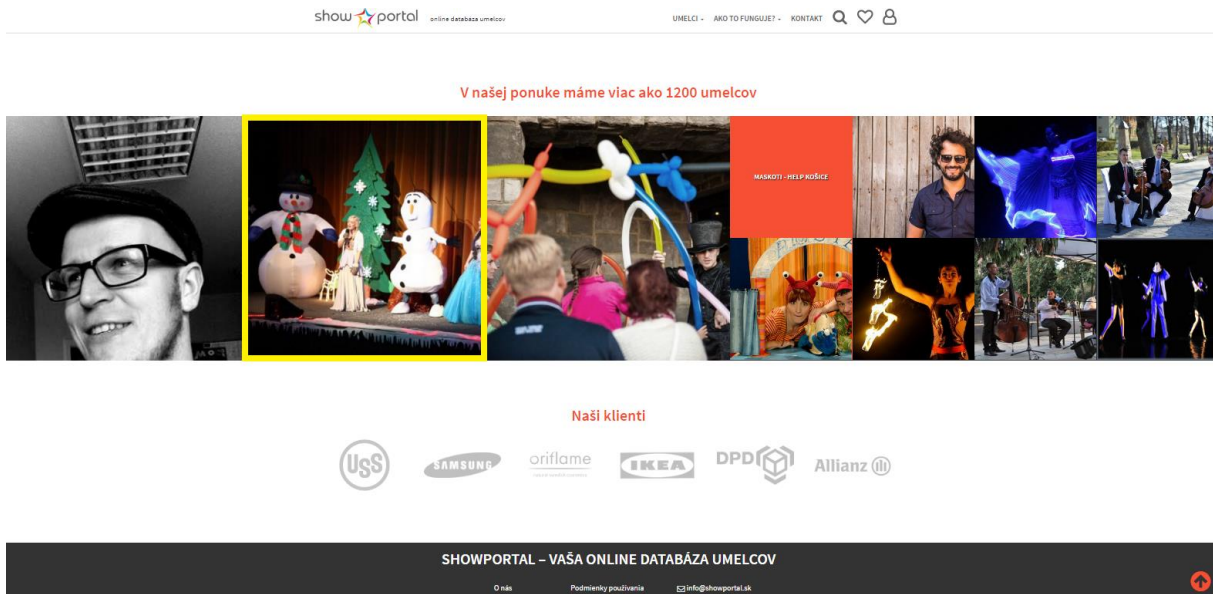 show portal online databáza umelcov
UMELCI AKO TO FUNGUJE? KONTAKT
V našej ponuke máme viac ako 1200 umelcov
MASKOTI - HELP KOŠICE
Naši klienti
USS SAMSUNG oriflame IKEA DPD Allianz
SHOWPORTAL – VAŠA ONLINE DATABÁZA UMELCOV
O nás Podmienky používania info@showportal.sk